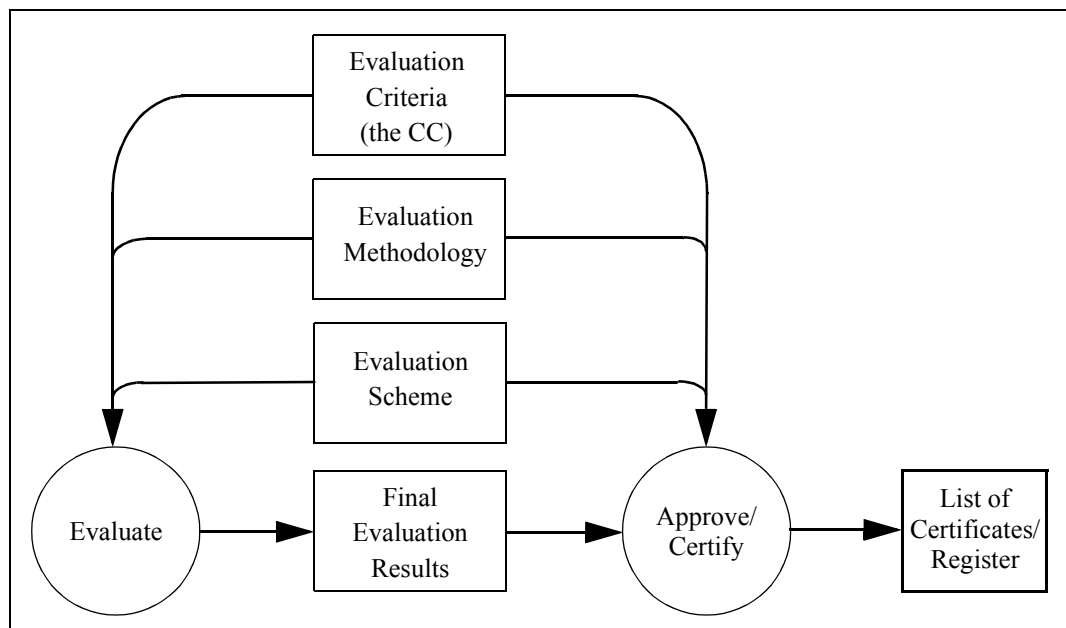 Evaluation
Criteria
(the CC)
Evaluation
Methodology
Evaluation
Scheme
Evaluate
Final
Evaluation
Results
Approve/
Certify
List of
Certificates/
Register